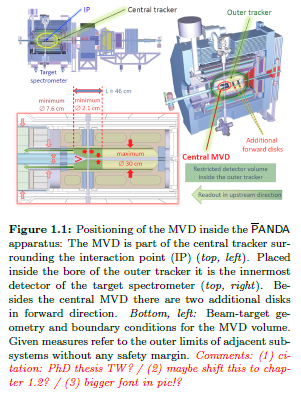 IP
Central tracker
Outer tracker
Target
spectrometer
L = 46 cm
minimum
Ø 7.6 cm
minimum
Ø 2.1 cm
maximum
Ø 30 cm
Additional
forward disks
Central MVD
Restricted detector volume
inside the outer tracker
Readout in upstream direction
Figure 1.1: Positioning of the MVD inside the P̅ANDA
apparatus: The MVD is part of the central tracker sur-
rounding the interaction point (IP) (top, left). Placed
inside the bore of the outer tracker it is the innermost
detector of the target spectrometer (top, right). Be-
sides the central MVD there are two additional disks
in forward direction. Bottom, left: Beam-target ge-
ometry and boundary conditions for the MVD volume.
Given measures refer to the outer limits of adjacent sub-
systems without any safety margin. Comments: (1) ci-
tation: PhD thesis TW? / (2) maybe shift this to chap-
ter 1.2? / (3) bigger font in pic!?